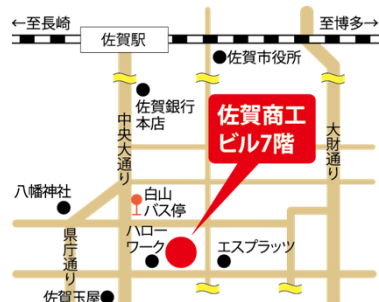 ←至長崎
至博多→
佐賀駅
佐賀市役所
佐賀銀行
本店
佐賀商工
ビル7階
中央大通り
大財通り
八幡神社
白山
バス停
ハロー
ワーク
エスプラッツ
県庁通り
佐賀玉屋